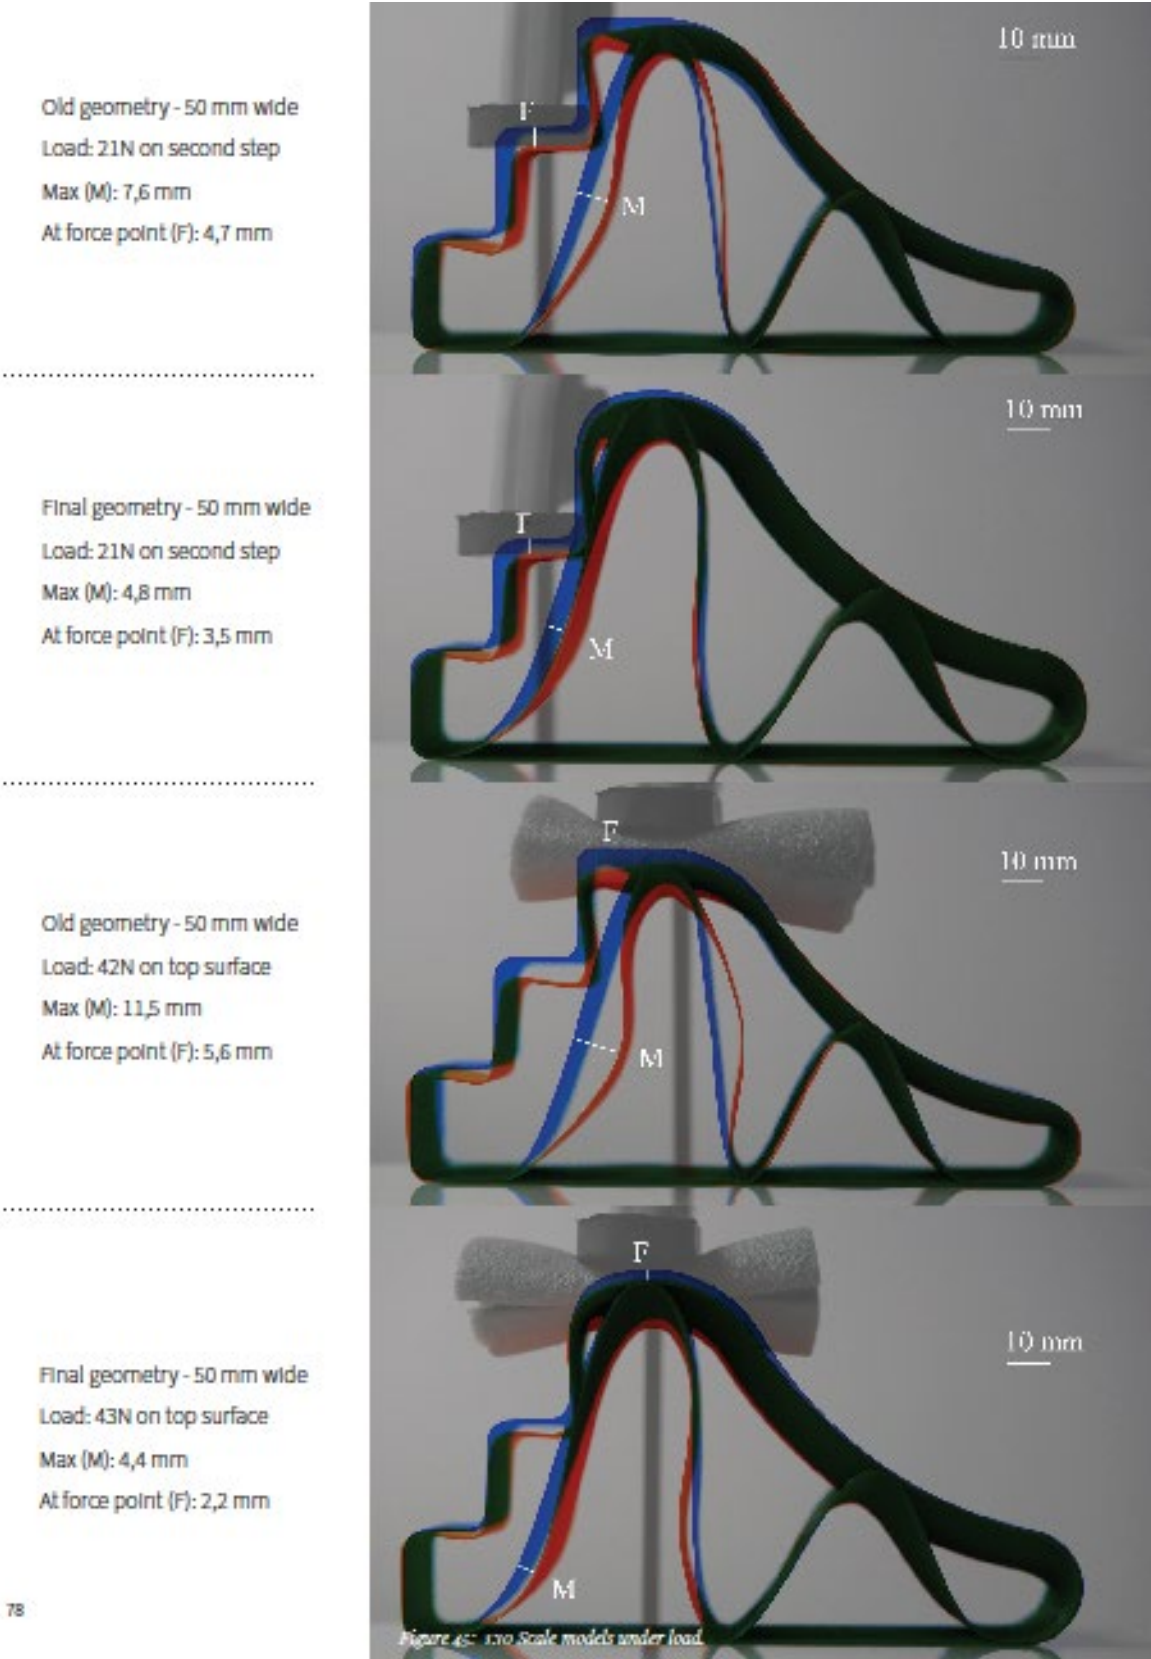 Old geometry - 50 mm wide
Load: 21N on second step
Max (M): 7,6 mm
At force point (F): 4,7 mm
10 mm
F
M
Final geometry - 50 mm wide
Load: 21N on second step
Max (M): 4,8 mm
At force point (F): 3,5 mm
10 mm
F
M
Old geometry - 50 mm wide
Load: 42N on top surface
Max (M): 11,5 mm
At force point (F): 5,6 mm
F
10 mm
M
Final geometry - 50 mm wide
Load: 43N on top surface
Max (M): 4,4 mm
At force point (F): 2,2 mm
F
10 mm
M
78
Figure 45: 1:10 Scale models under load.